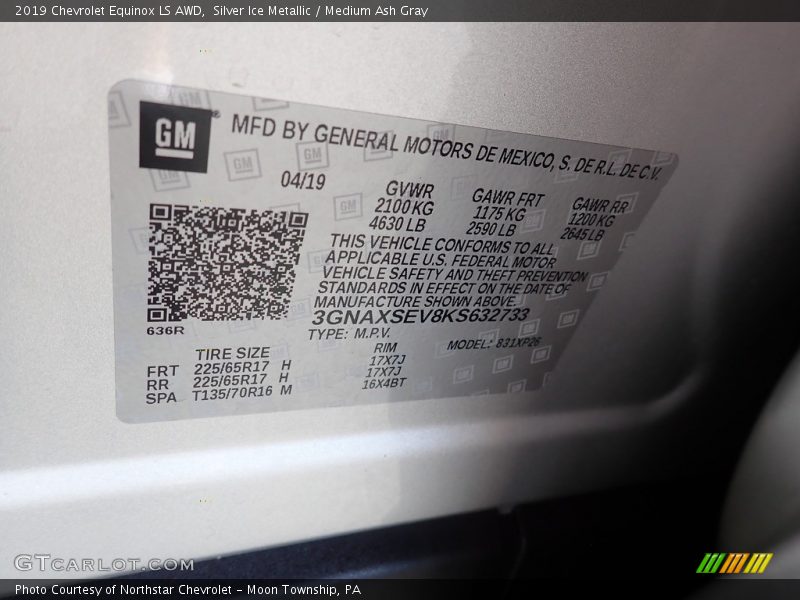 2019 Chevrolet Equinox LS AWD,  Silver Ice Metallic / Medium Ash Gray
GM® MFD BY GENERAL MOTORS DE MEXICO, S. DE R.L. DE C.V.
04/19
GVWR GAWR FRT GAWR RR
2100 KG 1175 KG 1200 KG
4630 LB 2590 LB 2645 LB
THIS VEHICLE CONFORMS TO ALL
APPLICABLE U.S. FEDERAL MOTOR
VEHICLE SAFETY AND THEFT PREVENTION
STANDARDS IN EFFECT ON THE DATE OF
MANUFACTURE SHOWN ABOVE.
3GNAXSEV8KS632733
636R
TYPE: M.P.V. MODEL: 831XP26
TIRE SIZE RIM
FRT 225/65R17 H 17X7J
RR 225/65R17 H 17X7J
SPA T135/70R16 M 16X4BT
GTCARLOT.COM
Photo Courtesy of Northstar Chevrolet – Moon Township, PA